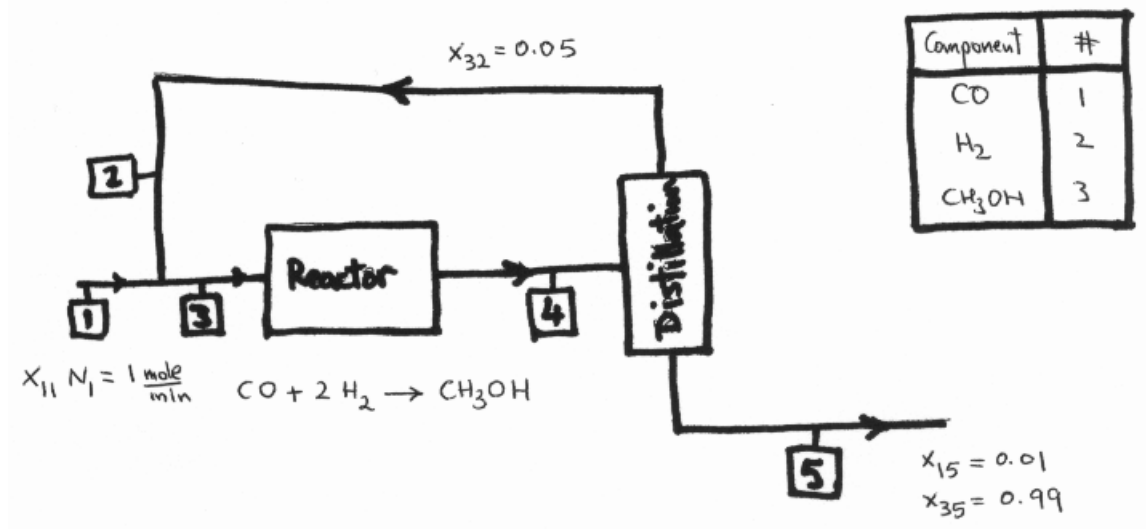 x₃₂ = 0.05
Component #
CO 1
H₂ 2
CH₃OH 3
2
Reactor
Distillation
1
3
4
x₁₁ N₁ = 1 mole/min
CO + 2 H₂ → CH₃OH
5
x₁₅ = 0.01
x₃₅ = 0.99